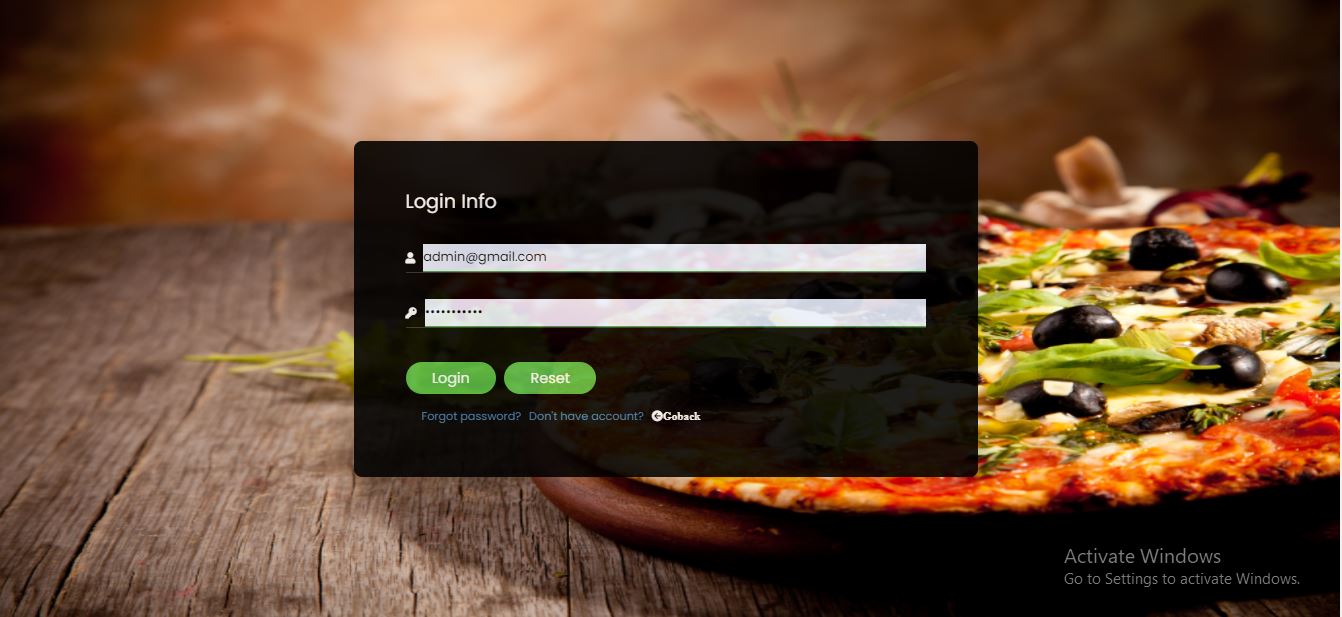 Login Info
admin@gmail.com
•••••••••••
Login Reset
Forgot password? Don't have account? Goback
Activate Windows
Go to Settings to activate Windows.